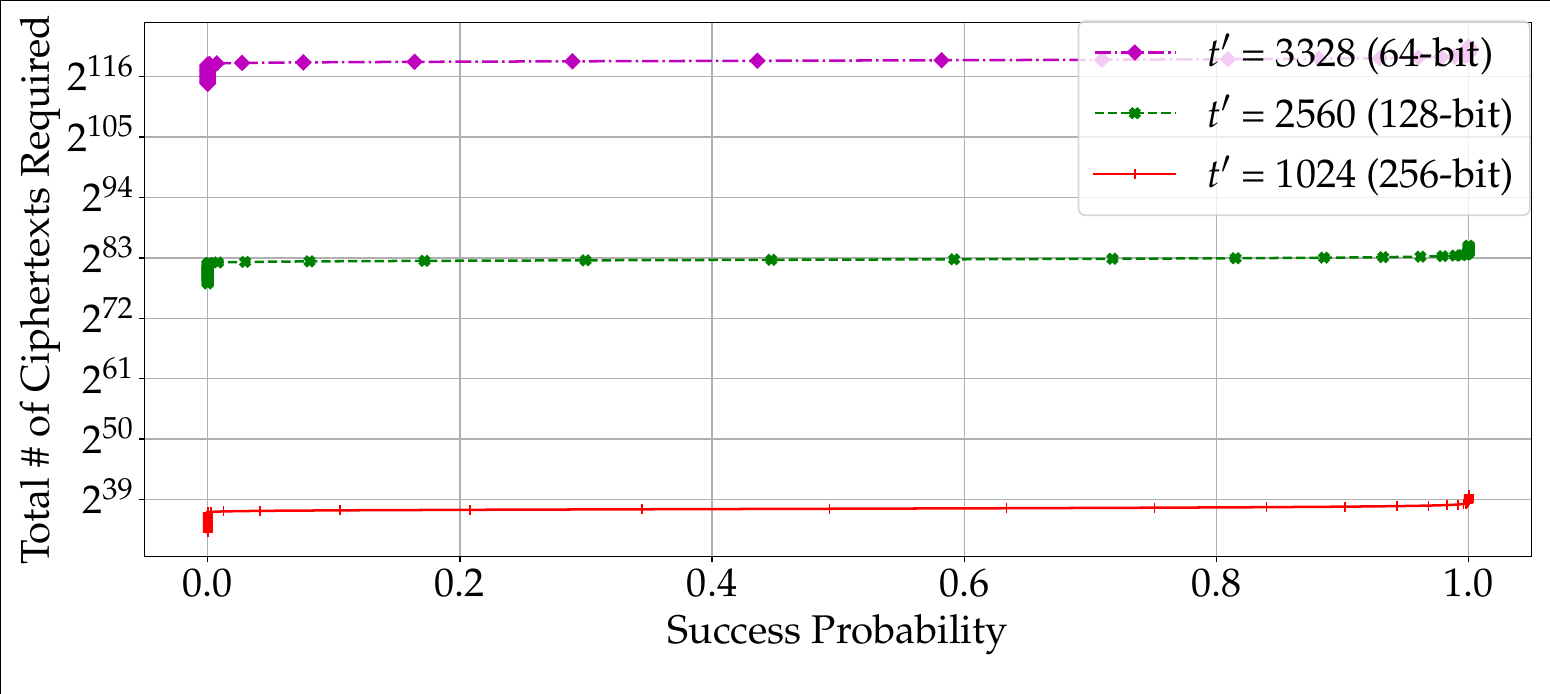 Total # of Ciphertexts Required
2^116
2^105
2^94
2^83
2^72
2^61
2^50
2^39
t′ = 3328 (64-bit)
t′ = 2560 (128-bit)
t′ = 1024 (256-bit)
0.0 0.2 0.4 0.6 0.8 1.0
Success Probability